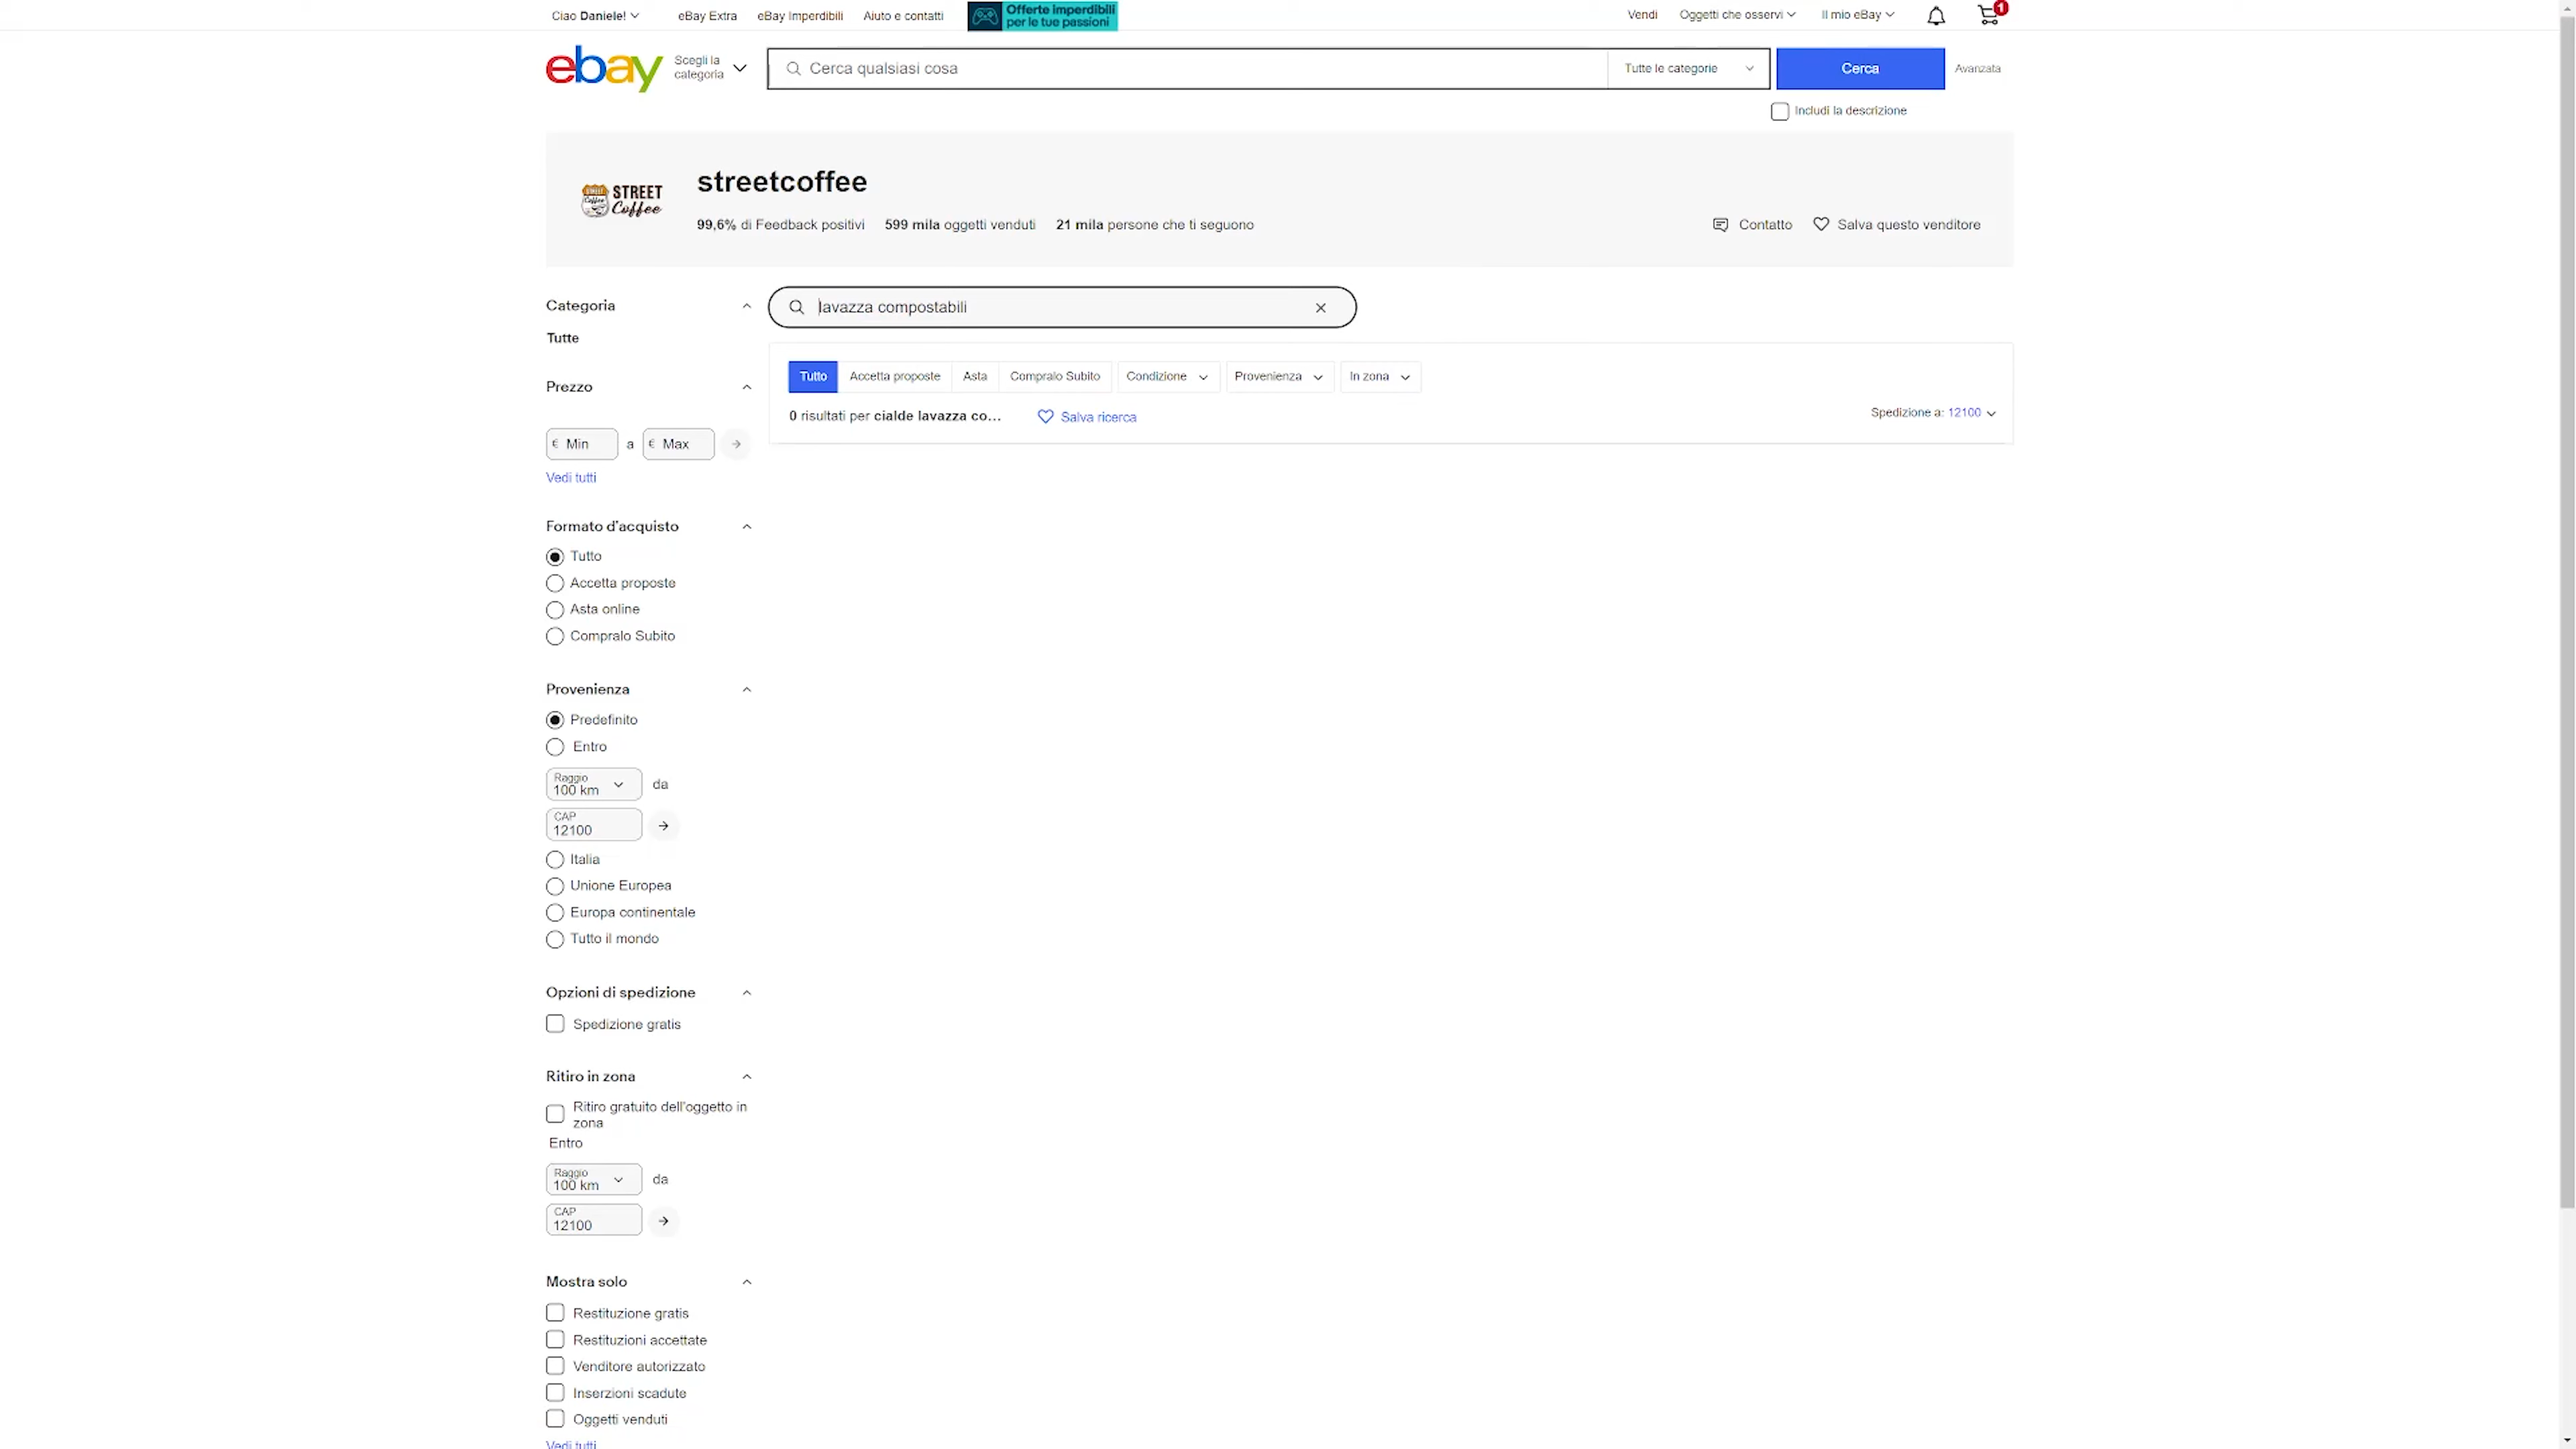 Ciao Daniele!
eBay Extra
eBay Imperdibili
Aiuto e contatti
Offerte imperdibili
per le tue passioni
Vendi
Oggetti che osservi
Il mio eBay
1
ebay
Scegli la
categoria
Cerca qualsiasi cosa
Tutte le categorie
Cerca
Avanzata
Includi la descrizione
STREET
Coffee
streetcoffee
99,6% di Feedback positivi
599 mila oggetti venduti
21 mila persone che ti seguono
Contatto
Salva questo venditore
Categoria
Tutte
lavazza compostabili
Tutto
Accetta proposte
Asta
Compralo Subito
Condizione
Provenienza
In zona
0 risultati per cialde lavazza co...
Salva ricerca
Spedizione a: 12100
Prezzo
€ Min a € Max
Vedi tutti
Formato d'acquisto
Tutto
Accetta proposte
Asta online
Compralo Subito
Provenienza
Predefinito
Entro
Raggio
100 km
da
CAP
12100
Italia
Unione Europea
Europa continentale
Tutto il mondo
Opzioni di spedizione
Spedizione gratis
Ritiro in zona
Ritiro gratuito dell'oggetto in
zona
Entro
Raggio
100 km
da
CAP
12100
Mostra solo
Restituzione gratis
Restituzioni accettate
Venditore autorizzato
Inserzioni scadute
Oggetti venduti
Vedi tutti